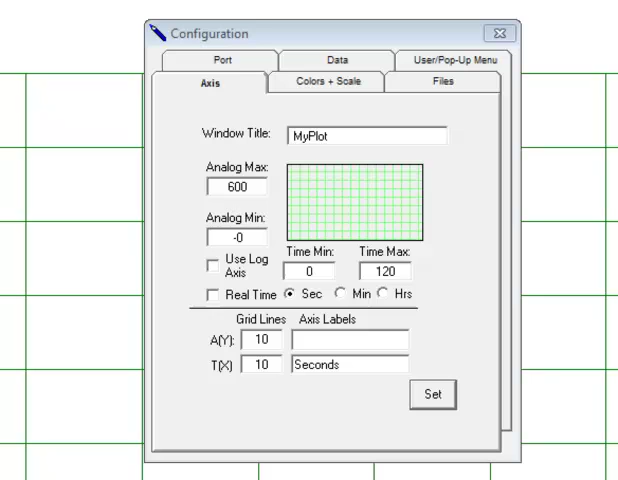 Configuration
Port Data User/Pop-Up Menu
Axis Colors + Scale Files
Window Title: MyPlot
Analog Max:
600
Analog Min:
-0
Time Min: Time Max:
Use Log
Axis
0 120
Real Time Sec Min Hrs
Grid Lines Axis Labels
A(Y): 10
T(X) 10 Seconds
Set